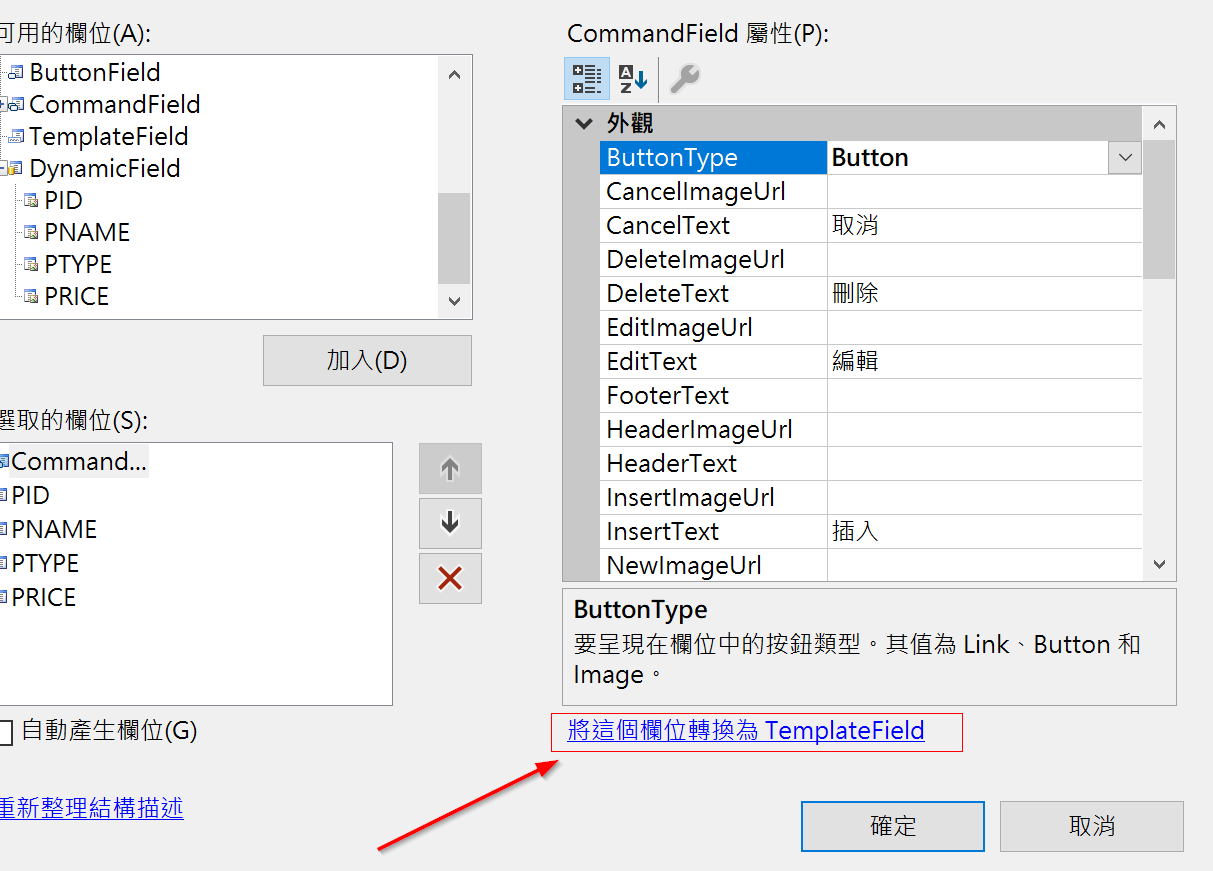 可用的欄位(A):
ButtonField
CommandField
TemplateField
DynamicField
PID
PNAME
PTYPE
PRICE
加入(D)
選取的欄位(S):
Command...
PID
PNAME
PTYPE
PRICE
自動產生欄位(G)
重新整理結構描述
CommandField 屬性(P):
外觀
ButtonType Button
CancelImageUrl
CancelText 取消
DeleteImageUrl
DeleteText 刪除
EditImageUrl
EditText 編輯
FooterText
HeaderImageUrl
HeaderText
InsertImageUrl
InsertText 插入
NewImageUrl
ButtonType
要呈現在欄位中的按鈕類型。其值為 Link、Button 和
Image。
將這個欄位轉換為 TemplateField
確定
取消